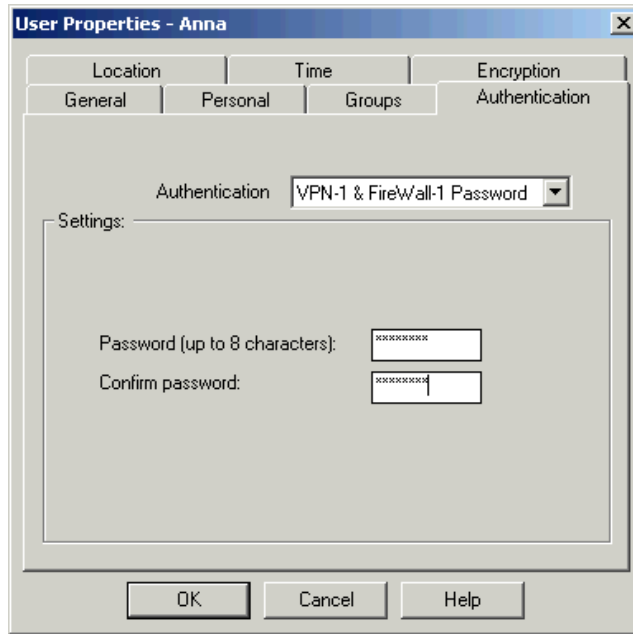 User Properties - Anna
Location Time Encryption
General Personal Groups Authentication
Authentication VPN-1 & FireWall-1 Password
Settings:
Password (up to 8 characters): ********
Confirm password: ********
OK Cancel Help